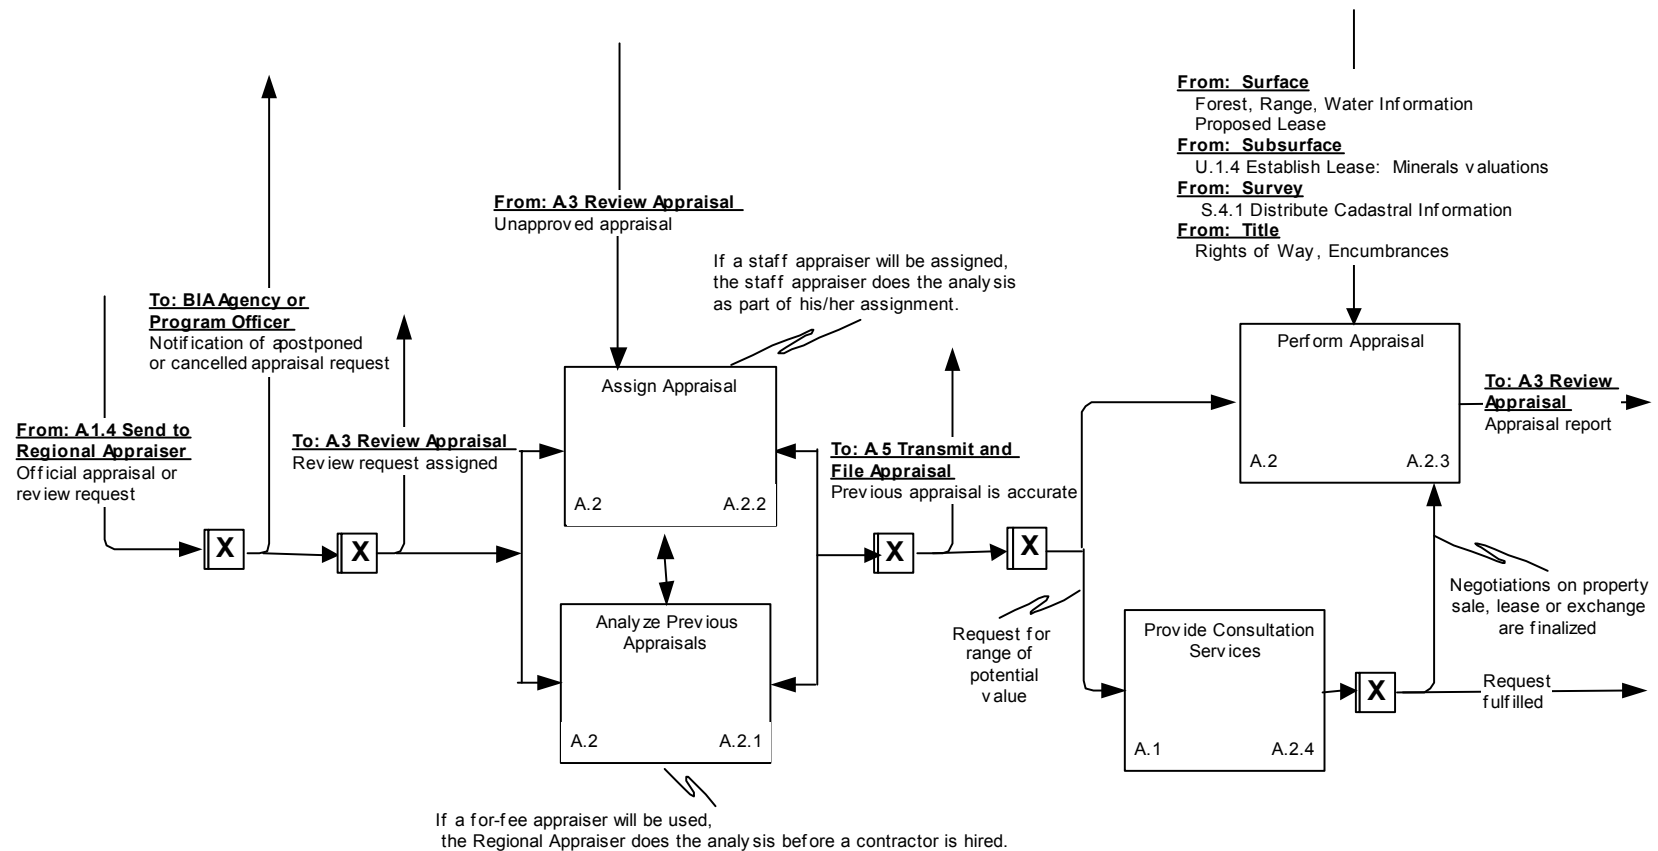 From: Surface
Forest, Range, Water Information
Proposed Lease
From: Subsurface
U.1.4 Establish Lease: Minerals valuations
From: Survey
S.4.1 Distribute Cadastral Information
From: Title
Rights of Way, Encumbrances
From: A.3 Review Appraisal
Unapproved appraisal
If a staff appraiser will be assigned,
the staff appraiser does the analysis
as part of his/her assignment.
To: BIA Agency or
Program Officer
Notification of a postponed
or cancelled appraisal request
From: A.1.4 Send to
Regional Appraiser
Official appraisal or
review request
To: A.3 Review Appraisal
Review request assigned
Assign Appraisal
A.2
A.2.2
To: A.5 Transmit and
File Appraisal
Previous appraisal is accurate
Perform Appraisal
A.2
A.2.3
To: A.3 Review
Appraisal
Appraisal report
X
X
X
X
Analyze Previous
Appraisals
A.2
A.2.1
Request for
range of
potential
value
Provide Consultation
Services
A.1
A.2.4
X
Negotiations on property
sale, lease or exchange
are finalized
Request
fulfilled
If a for-fee appraiser will be used,
the Regional Appraiser does the analysis before a contractor is hired.